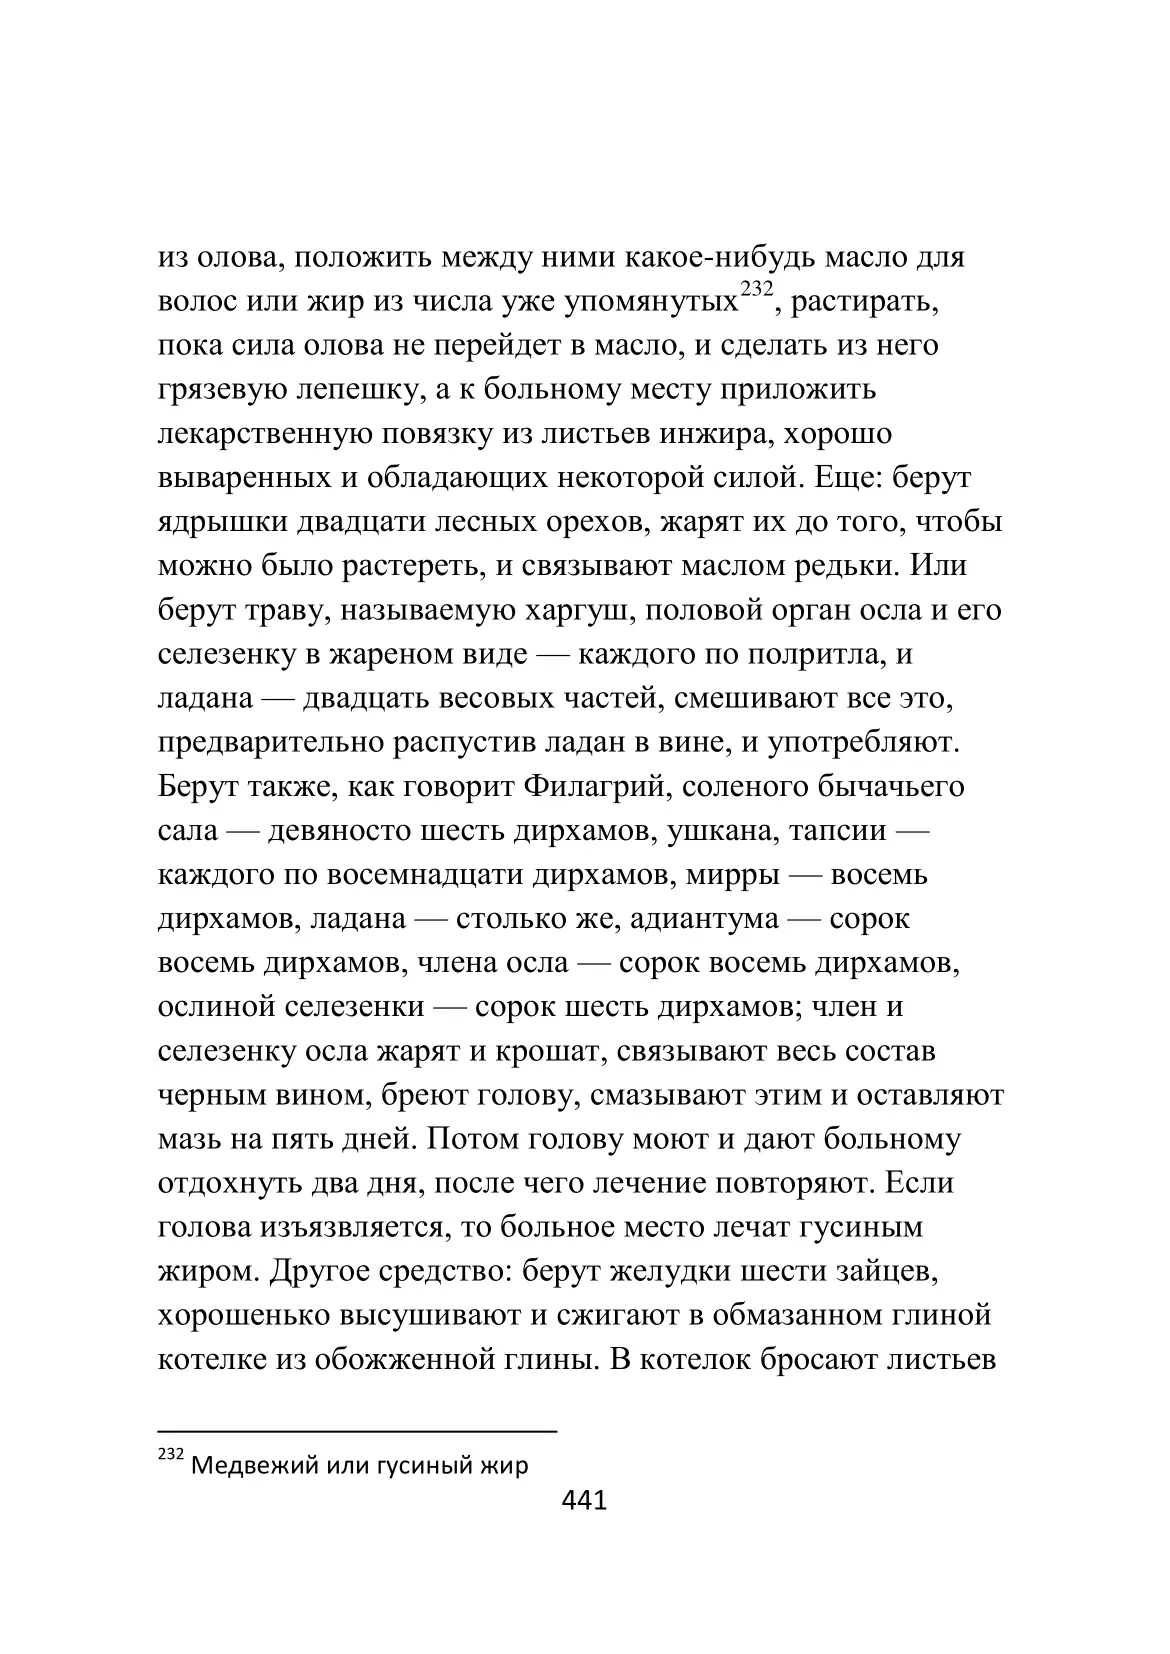 из олова, положить между ними какое-нибудь масло для
волос или жир из числа уже упомянутых232, растирать,
пока сила олова не перейдет в масло, и сделать из него
грязевую лепешку, а к больному месту приложить
лекарственную повязку из листьев инжира, хорошо
вываренных и обладающих некоторой силой. Еще: берут
ядрышки двадцати лесных орехов, жарят их до того, чтобы
можно было растереть, и связывают маслом редьки. Или
берут траву, называемую харгуш, половой орган осла и его
селезенку в жареном виде — каждого по полритла, и
ладана — двадцать весовых частей, смешивают все это,
предварительно распустив ладан в вине, и употребляют.
Берут также, как говорит Филагрий, соленого бычачьего
сала — девяносто шесть дирхамов, ушкана, тапсии —
каждого по восемнадцати дирхамов, мирры — восемь
дирхамов, ладана — столько же, адиантума — сорок
восемь дирхамов, члена осла — сорок восемь дирхамов,
ослиной селезенки — сорок шесть дирхамов; член и
селезенку осла жарят и крошат, связывают весь состав
черным вином, бреют голову, смазывают этим и оставляют
мазь на пять дней. Потом голову моют и дают больному
отдохнуть два дня, после чего лечение повторяют. Если
голова изъязвляется, то больное место лечат гусиным
жиром. Другое средство: берут желудки шести зайцев,
хорошенько высушивают и сжигают в обмазанном глиной
котелке из обожженной глины. В котелок бросают листьев
232 Медвежий или гусиный жир
441